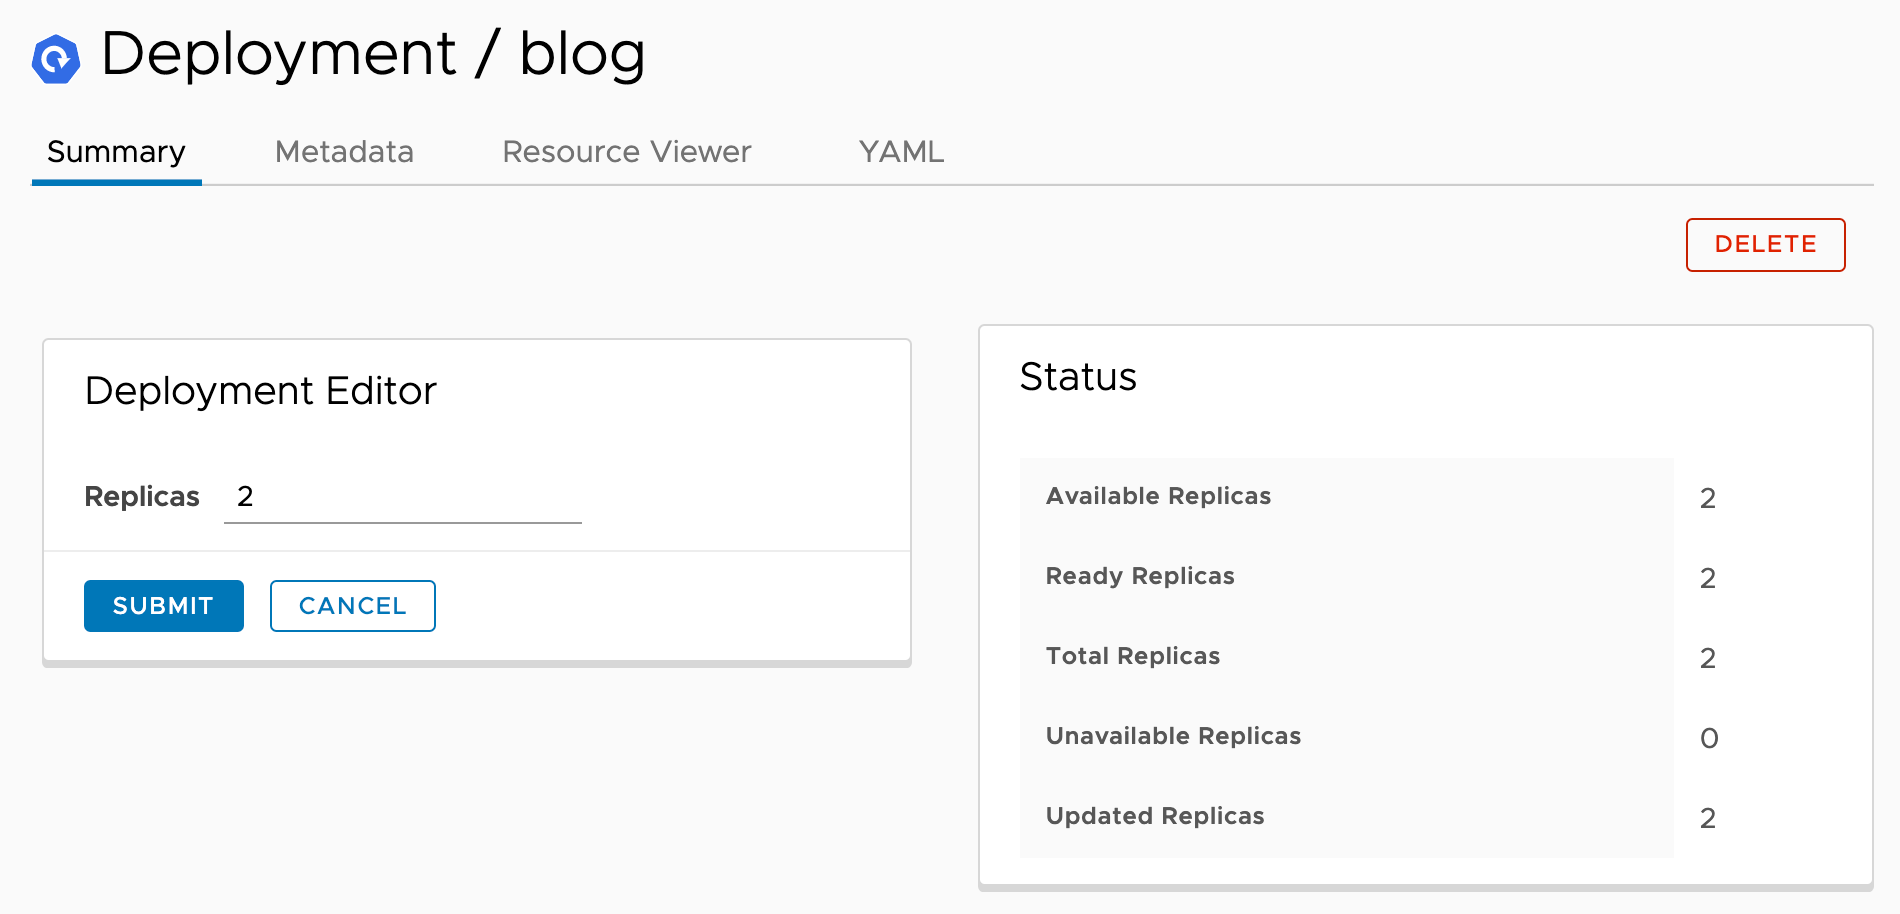 Deployment / blog
Summary Metadata Resource Viewer YAML
DELETE
Deployment Editor
Replicas 2
SUBMIT CANCEL
Status
Available Replicas 2
Ready Replicas 2
Total Replicas 2
Unavailable Replicas 0
Updated Replicas 2